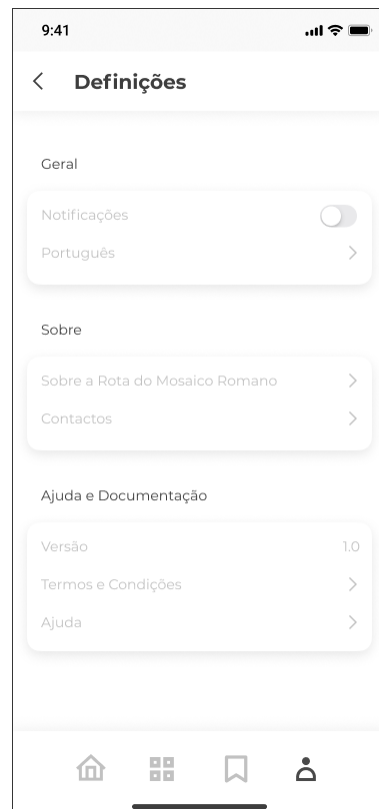 9:41
Definições
Geral
Notificações
Português
Sobre
Sobre a Rota do Mosaico Romano
Contactos
Ajuda e Documentação
Versão 1.0
Termos e Condições
Ajuda